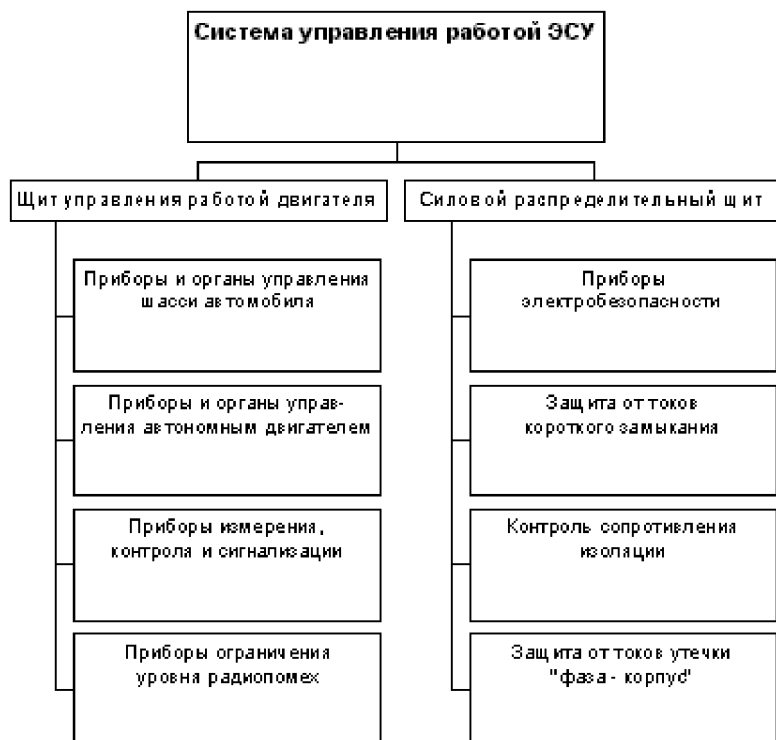 Система управления работой ЭСУ
Щит управления работой двигателя
Силовой распределительный щит
Приборы и органы управления
шасси автомобиля
Приборы и органы управ-
ления автономным двигателем
Приборы измерения,
контроля и сигнализации
Приборы ограничения
уровня радиопомех
Приборы
электробезопасности
Защита от токов
короткого замыкания
Контроль сопротивления
изоляции
Защита от токов утечки
"фаза - корпус"